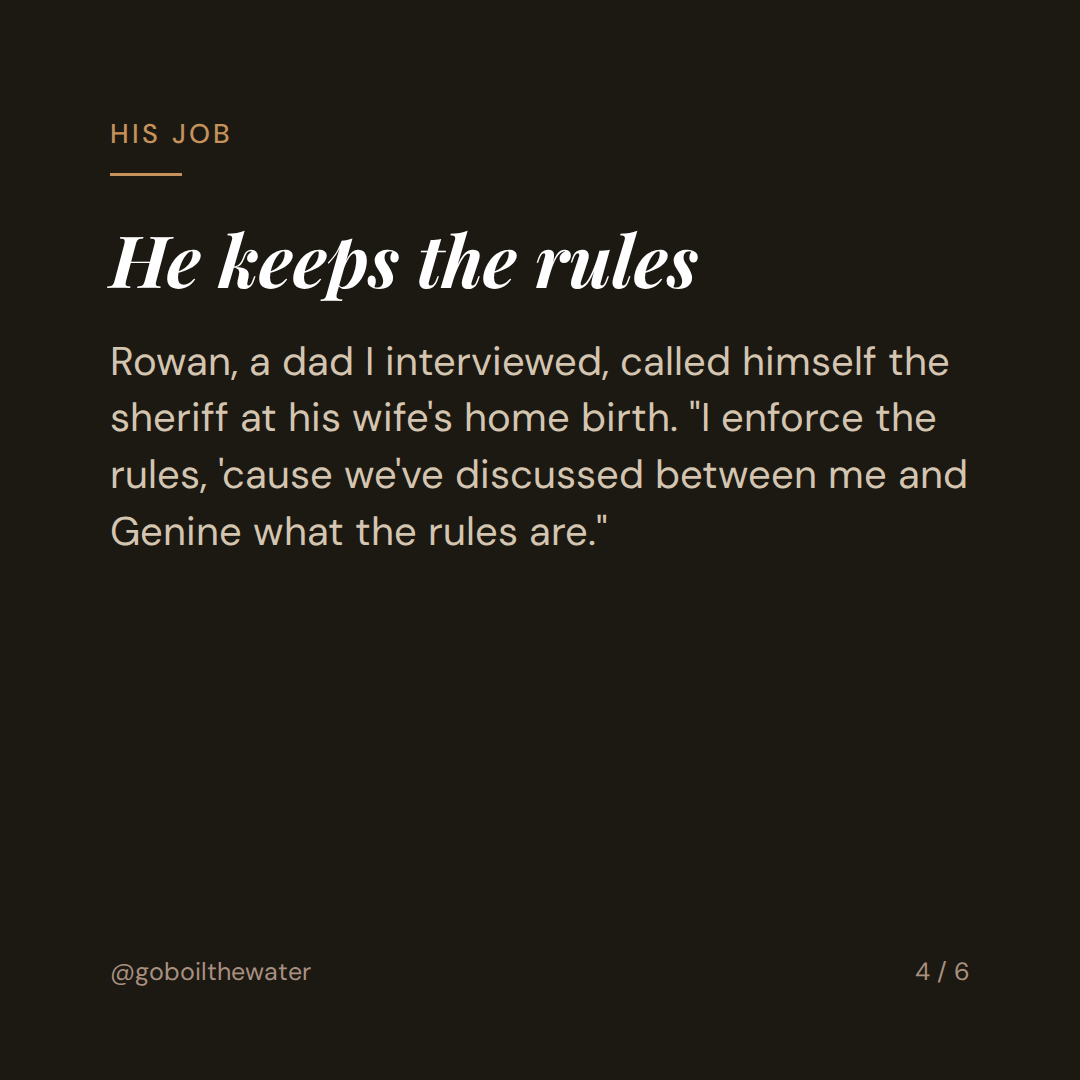 HIS JOB
He keeps the rules
Rowan, a dad I interviewed, called himself the
sheriff at his wife's home birth. "I enforce the
rules, 'cause we've discussed between me and
Genine what the rules are."
@goboilthewater
4 / 6